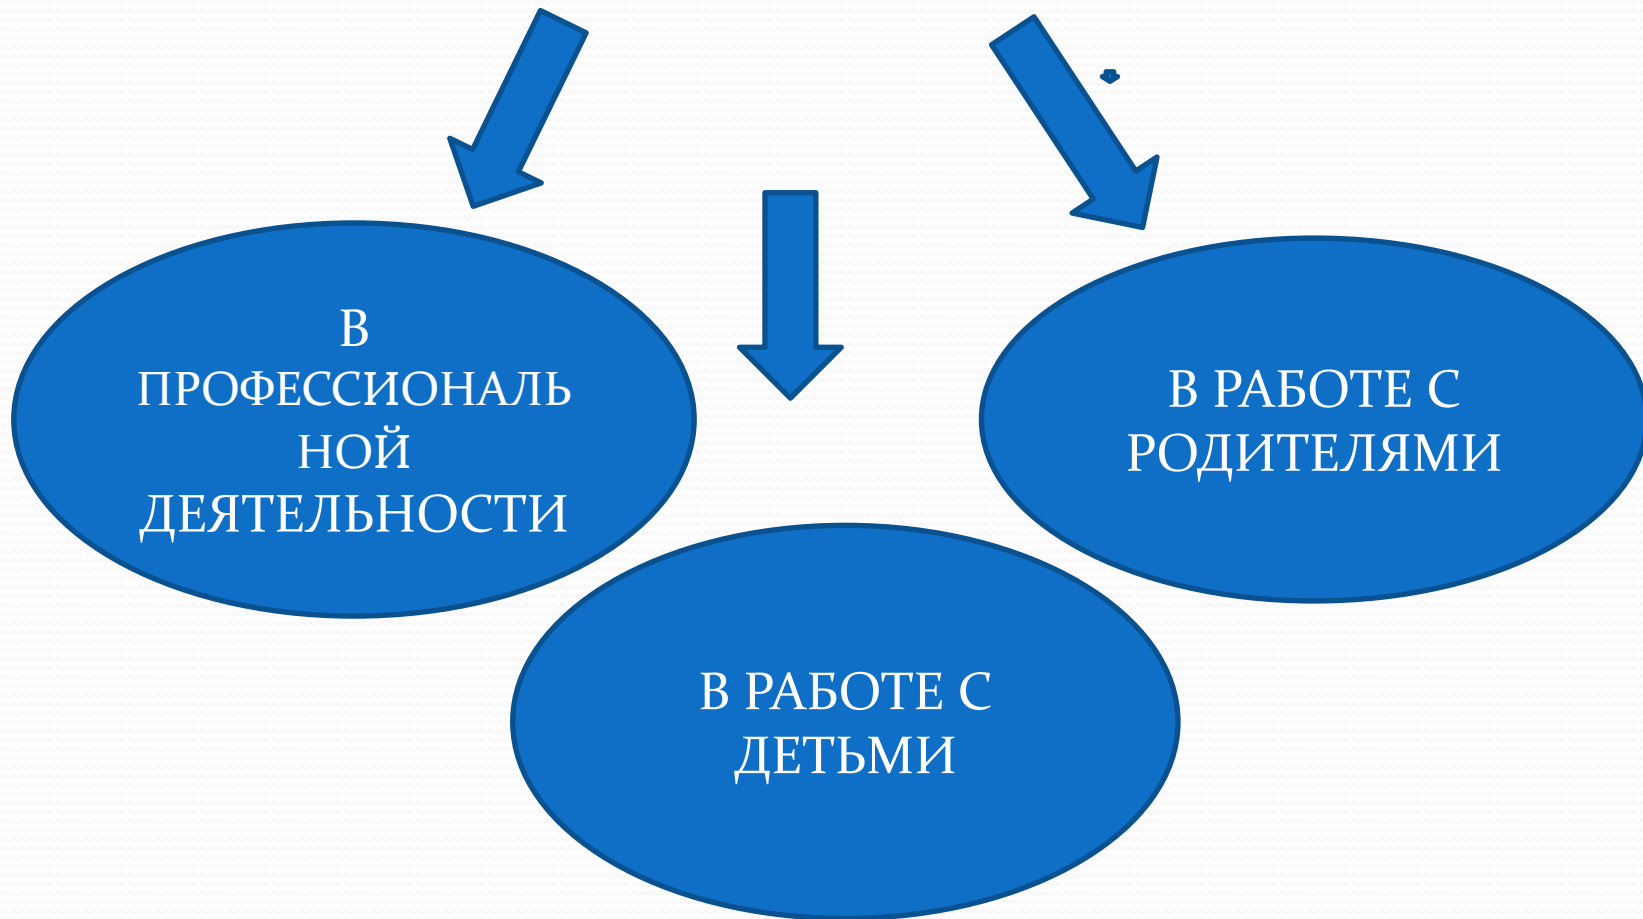 В
ПРОФЕССИОНАЛЬ
НОЙ
ДЕЯТЕЛЬНОСТИ
В РАБОТЕ С
РОДИТЕЛЯМИ
В РАБОТЕ С
ДЕТЬМИ